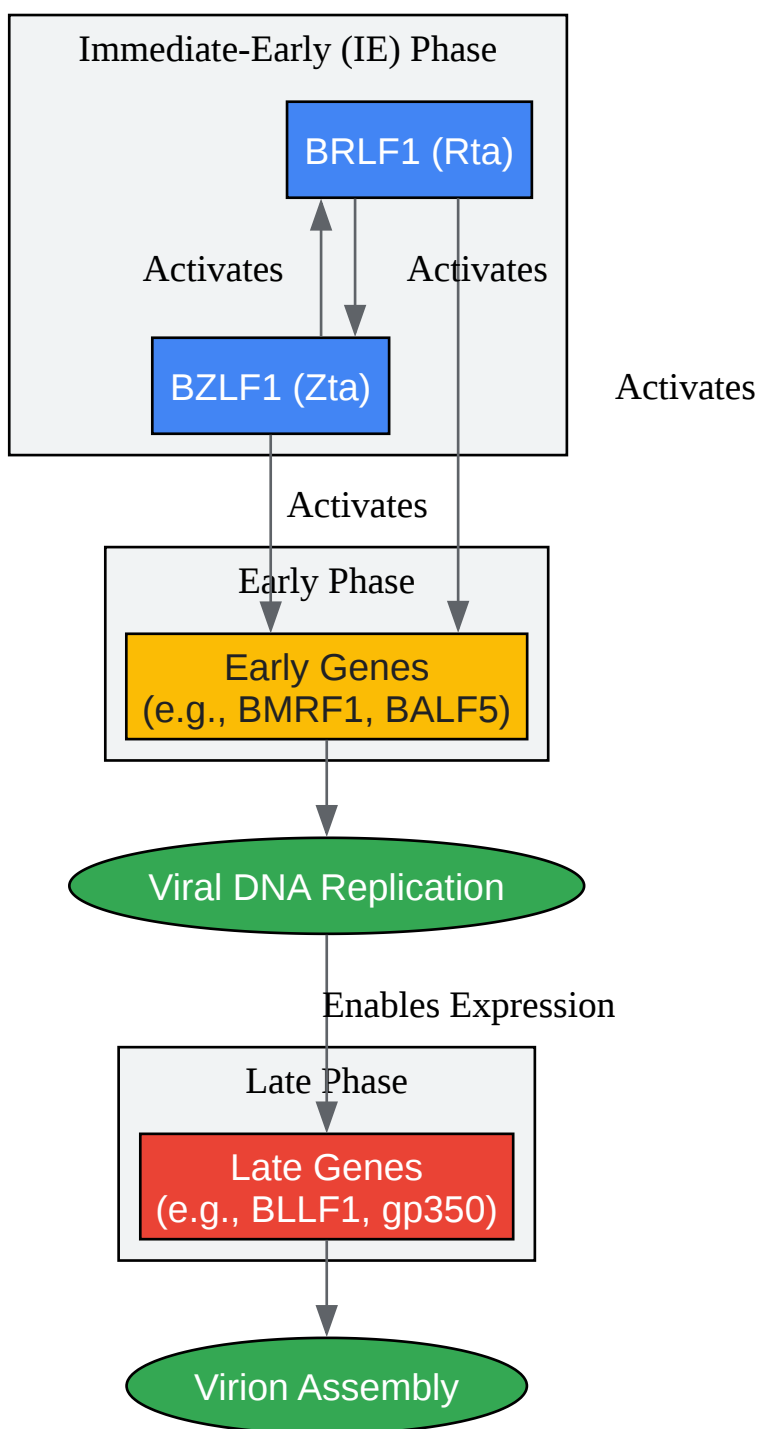 Immediate-Early (IE) Phase
BRLF1 (Rta)
Activates
Activates
BZLF1 (Zta)
Activates
Activates
Early Phase
Early Genes
(e.g., BMRF1, BALF5)
Viral DNA Replication
Enables Expression
Late Phase
Late Genes
(e.g., BLLF1, gp350)
Virion Assembly